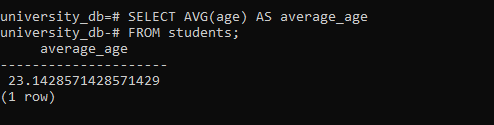 university_db=# SELECT AVG(age) AS average_age
university_db-# FROM students;
average_age
---------------------
23.1428571428571429
(1 row)